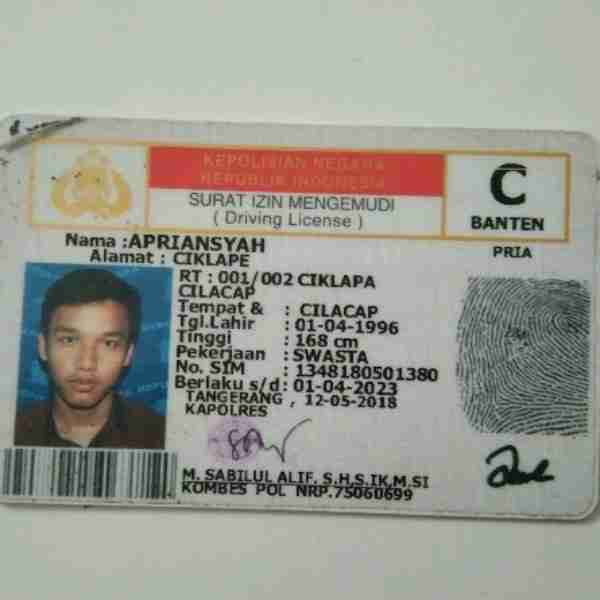 KEPOLISIAN NEGARA
REPUBLIK INDONESIA
SURAT IZIN MENGEMUDI
( Driving License )
C
BANTEN
PRIA
Nama : APRIANSYAH
Alamat : CIKLAPE
RT : 001/002 CIKLAPA
CILACAP
Tempat & : CILACAP
Tgl.Lahir : 01-04-1996
Tinggi : 168 cm
Pekerjaan : SWASTA
No. SIM : 1348180501380
Berlaku s/d : 01-04-2023
TANGERANG , 12-05-2018
KAPOLRES
M. SABILUL ALIF. S.H,S.IK,M.SI
KOMBES POL NRP.75060699